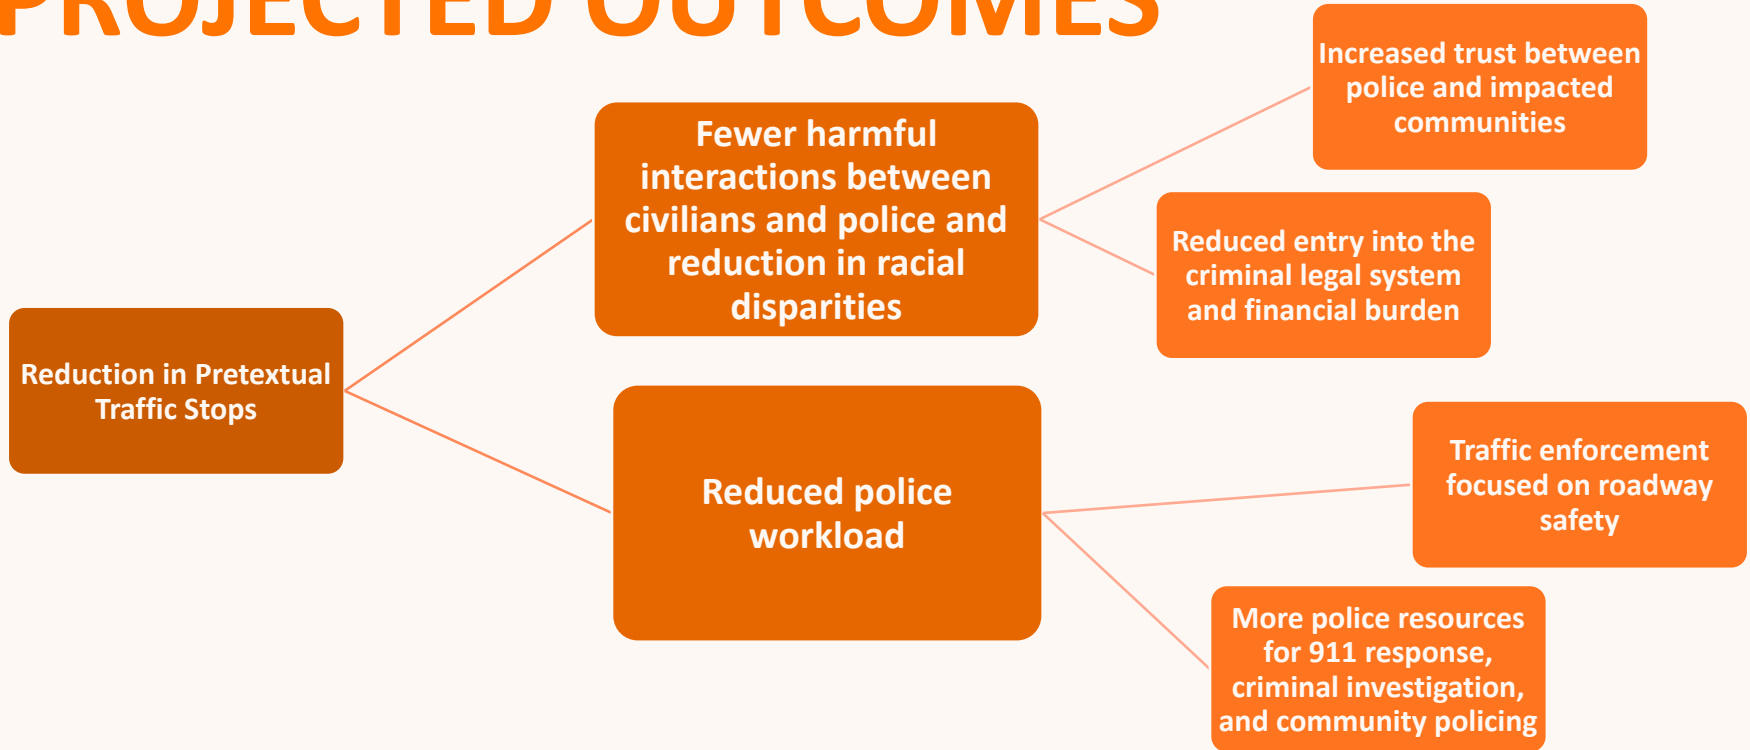 PROJECTED OUTCOMES
Increased trust between
police and impacted
communities
Fewer harmful
interactions between
civilians and police and
reduction in racial
disparities
Reduced entry into the
criminal legal system
and financial burden
Reduction in Pretextual
Traffic Stops
Reduced police
workload
Traffic enforcement
focused on roadway
safety
More police resources
for 911 response,
criminal investigation,
and community policing